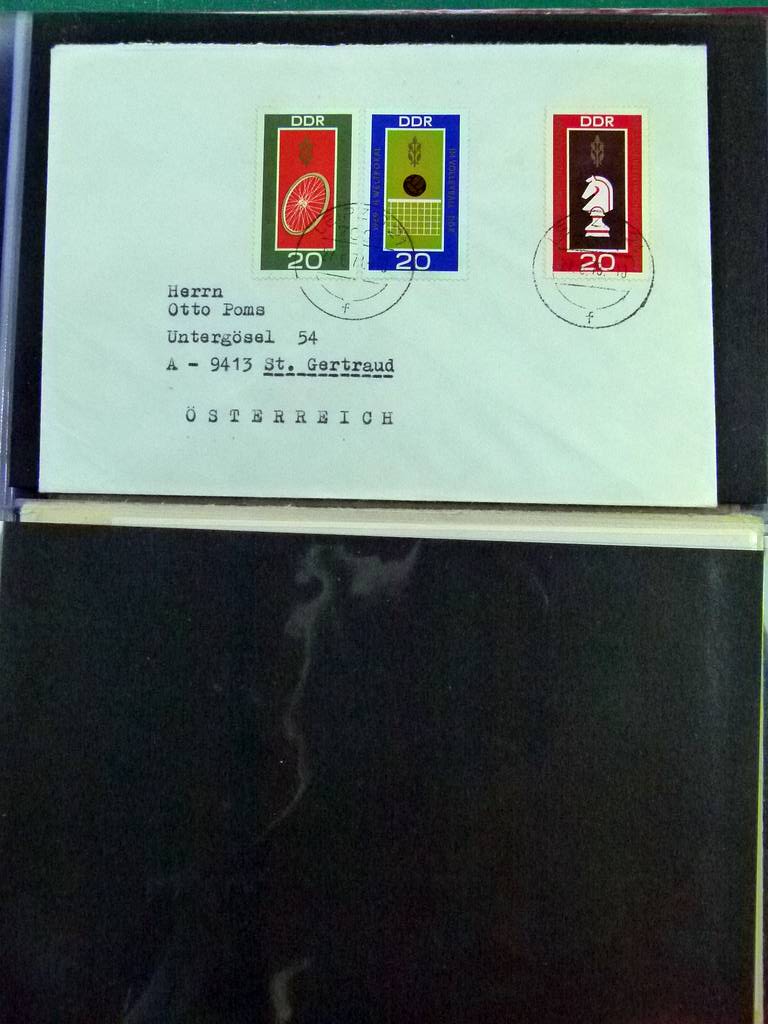 DDR
20
DDR
20
DDR
20
f
f
Herrn
Otto Poms
Untergösel 54
A - 9413 St. Gertraud
ÖSTERREICH